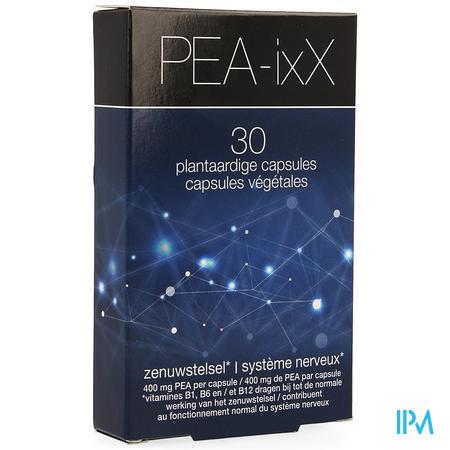 PEA-ixX
30
plantaardige capsules
capsules végétales
zenuwstelsel* | système nerveux*
400 mg PEA per capsule / 400 mg de PEA par capsule
*vitamines B1, B6 en / et B12 dragen bij tot de normale
werking van het zenuwstelsel / contribuent
au fonctionnement normal du système nerveux
IPM